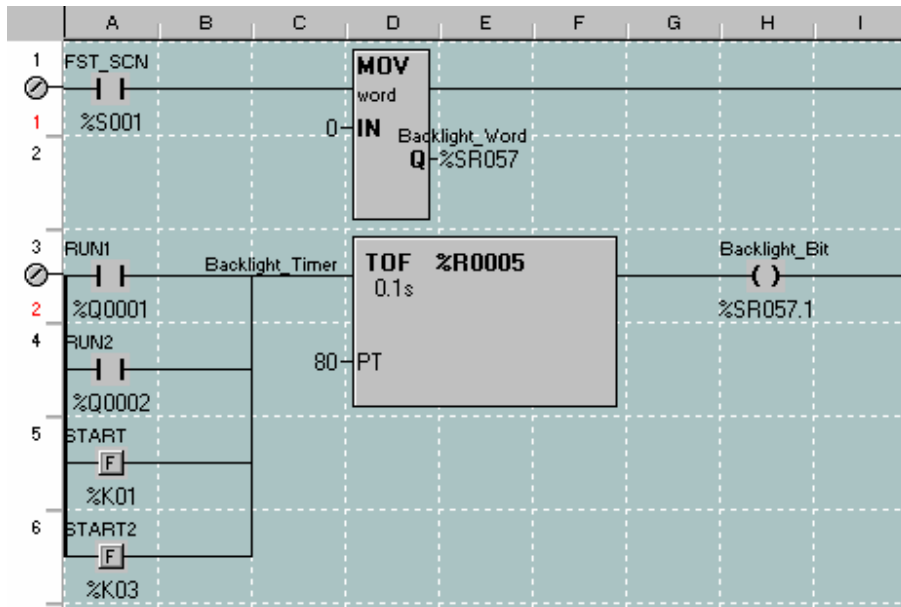 A B C D E F G H I
1 FST_SCN MOV
word
1 %S001 0 IN Backlight_Word
2 Q %SR057
3 RUN1 Backlight_Timer TOF %R0005 Backlight_Bit
0.1s
2 %Q0001 %SR057.1
4 RUN2
80 PT
%Q0002
5 START
F
%K01
6 START2
F
%K03